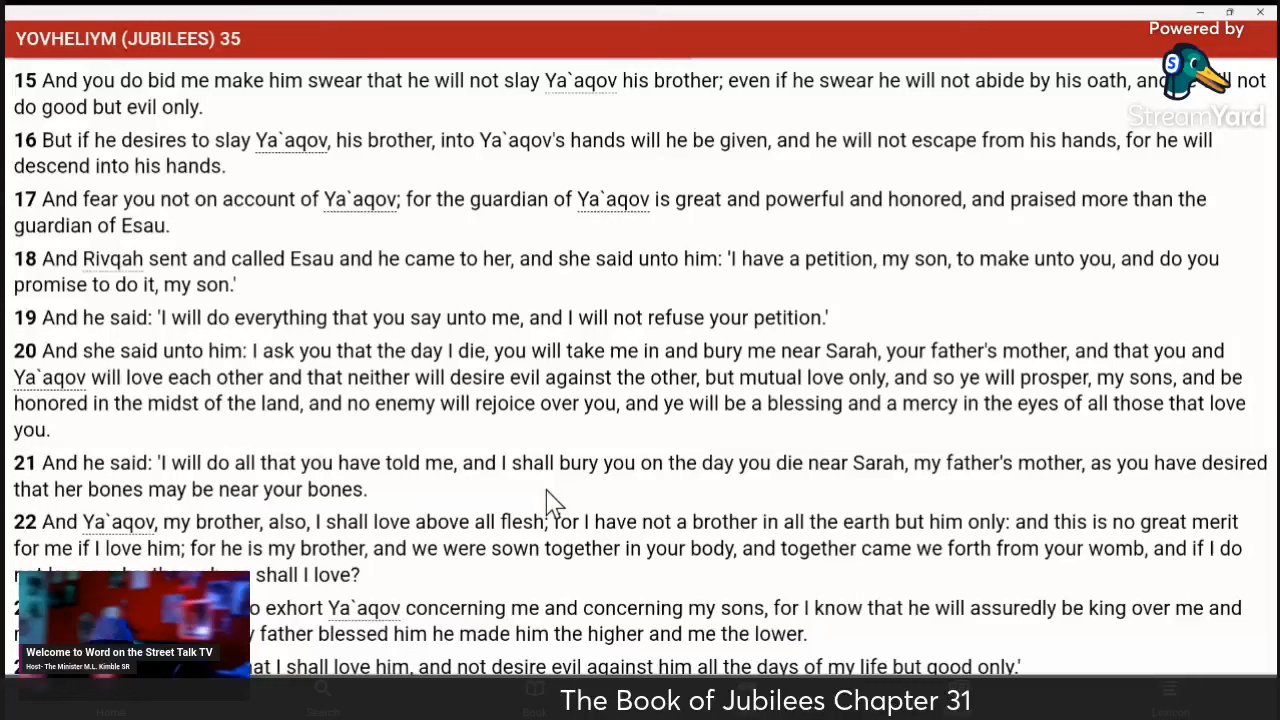 YOVHELIYM (JUBILEES) 35
Powered by
StreamYard
15 And you do bid me make him swear that he will not slay Ya`aqov his brother; even if he swear he will not abide by his oath, and not
do good but evil only.
16 But if he desires to slay Ya`aqov, his brother, into Ya`aqov's hands will he be given, and he will not escape from his hands, for he will
descend into his hands.
17 And fear you not on account of Ya`aqov; for the guardian of Ya`aqov is great and powerful and honored, and praised more than the
guardian of Esau.
18 And Rivqah sent and called Esau and he came to her, and she said unto him: 'I have a petition, my son, to make unto you, and do you
promise to do it, my son.'
19 And he said: 'I will do everything that you say unto me, and I will not refuse your petition.'
20 And she said unto him: I ask you that the day I die, you will take me in and bury me near Sarah, your father's mother, and that you and
Ya`aqov will love each other and that neither will desire evil against the other, but mutual love only, and so ye will prosper, my sons, and be
honored in the midst of the land, and no enemy will rejoice over you, and ye will be a blessing and a mercy in the eyes of all those that love
you.
21 And he said: 'I will do all that you have told me, and I shall bury you on the day you die near Sarah, my father's mother, as you have desired
that her bones may be near your bones.
22 And Ya`aqov, my brother, also, I shall love above all flesh; for I have not a brother in all the earth but him only: and this is no great merit
for me if I love him; for he is my brother, and we were sown together in your body, and together came we forth from your womb, and if I do
shall I love?
exhort Ya`aqov concerning me and concerning my sons, for I know that he will assuredly be king over me and
father blessed him he made him the higher and me the lower.
I shall love him, and not desire evil against him all the days of my life but good only.'
Welcome to Word on the Street Talk TV
Host- The Minister M.L. Kimble SR
Home
Search
Book
Lexicon
The Book of Jubilees Chapter 31